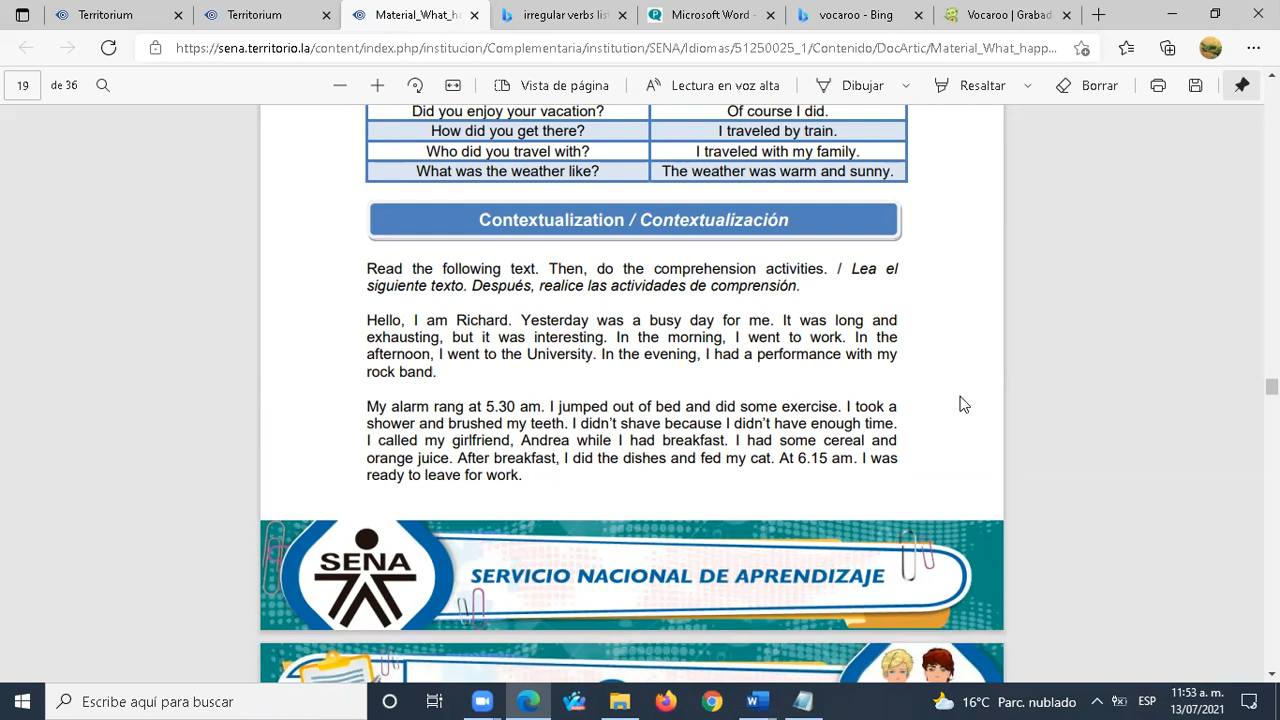 Territorium
Territorium
Material_What_ha
irregular verbs list
Microsoft Word -
vocaroo - Bing
Vocaroo | Grabad
https://sena.territorio.la/content/index.php/institucion/Complementaria/institution/SENA/Idiomas/51250025_1/Contenido/DocArtic/Material_What_happ...
19 de 36
Vista de página
Lectura en voz alta
Dibujar
Resaltar
Borrar
Did you enjoy your vacation? Of course I did.
How did you get there? I traveled by train.
Who did you travel with? I traveled with my family.
What was the weather like? The weather was warm and sunny.
Contextualization / Contextualización
Read the following text. Then, do the comprehension activities. / Lea el
siguiente texto. Después, realice las actividades de comprensión.
Hello, I am Richard. Yesterday was a busy day for me. It was long and
exhausting, but it was interesting. In the morning, I went to work. In the
afternoon, I went to the University. In the evening, I had a performance with my
rock band.
My alarm rang at 5.30 am. I jumped out of bed and did some exercise. I took a
shower and brushed my teeth. I didn't shave because I didn't have enough time.
I called my girlfriend, Andrea while I had breakfast. I had some cereal and
orange juice. After breakfast, I did the dishes and fed my cat. At 6.15 am. I was
ready to leave for work.
SENA
SERVICIO NACIONAL DE APRENDIZAJE
Escribe aquí para buscar
16°C Parc. nublado
ESP
11:53 a. m.
13/07/2021